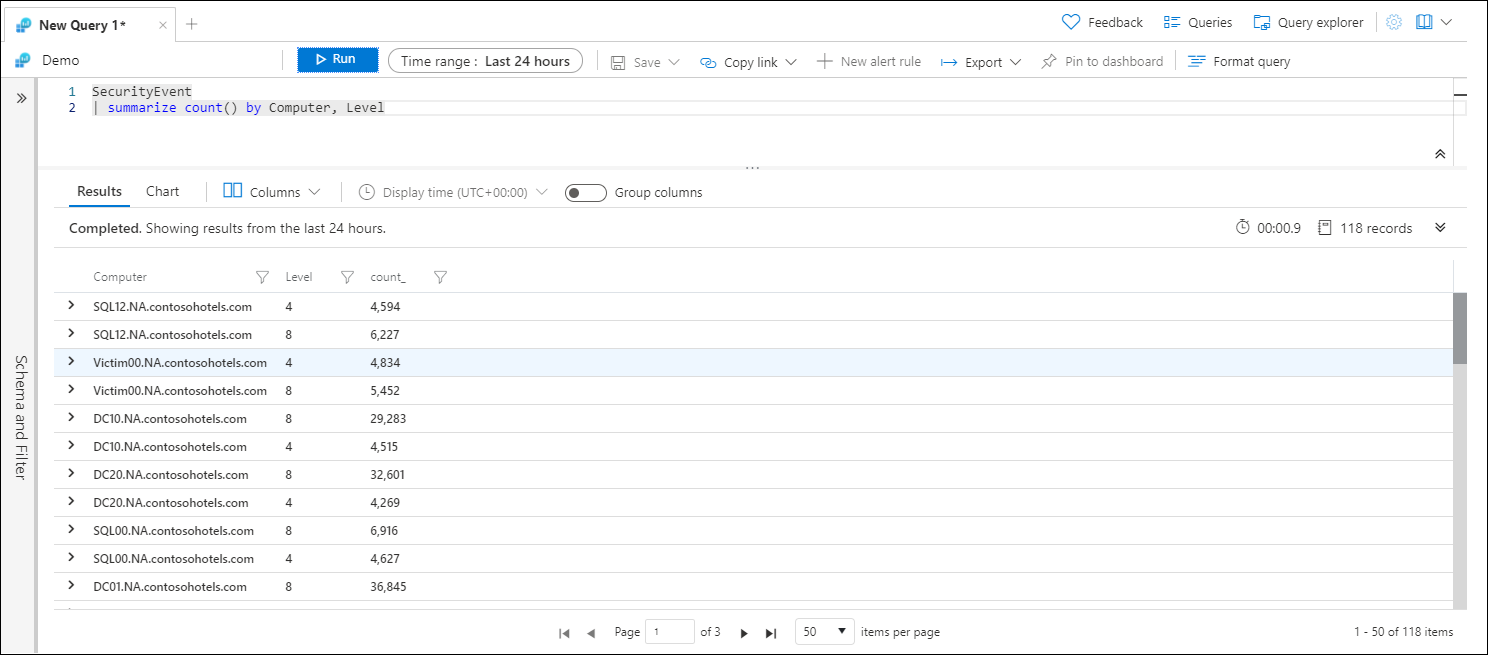 New Query 1*
Feedback Queries Query explorer
Demo Run Time range : Last 24 hours Save Copy link New alert rule Export Pin to dashboard Format query
1 SecurityEvent
2 | summarize count() by Computer, Level
Schema and Filter
Results Chart Columns Display time (UTC+00:00) Group columns
Completed. Showing results from the last 24 hours. 00:00.9 118 records
Computer Level count_
SQL12.NA.contosohotels.com 4 4,594
SQL12.NA.contosohotels.com 8 6,227
Victim00.NA.contosohotels.com 4 4,834
Victim00.NA.contosohotels.com 8 5,452
DC10.NA.contosohotels.com 8 29,283
DC10.NA.contosohotels.com 4 4,515
DC20.NA.contosohotels.com 8 32,601
DC20.NA.contosohotels.com 4 4,269
SQL00.NA.contosohotels.com 8 6,916
SQL00.NA.contosohotels.com 4 4,627
DC01.NA.contosohotels.com 8 36,845
Page 1 of 3 50 items per page 1 - 50 of 118 items